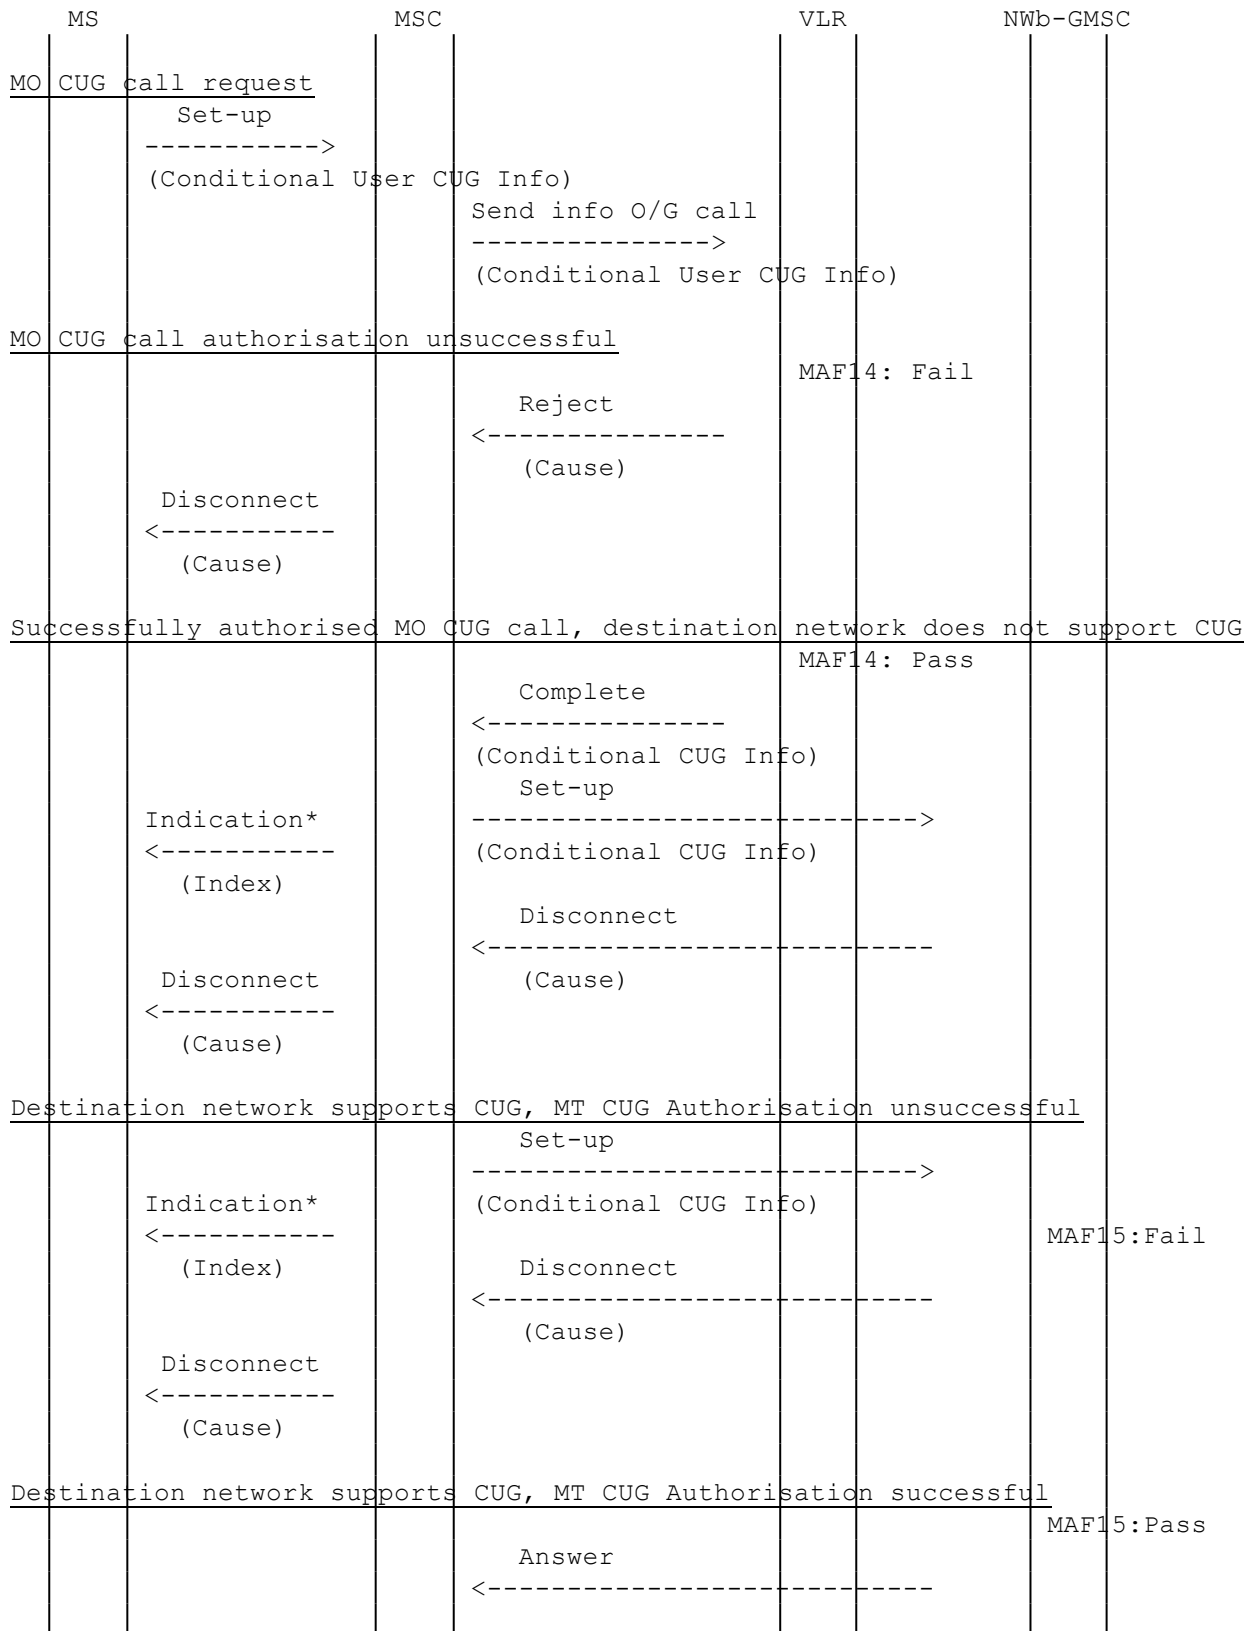 MS MSC VLR NWb-GMSC
MO CUG call request
Set-up
----------->
(Conditional User CUG Info)
Send info O/G call
--------------->
(Conditional User CUG Info)
MO CUG call authorisation unsuccessful
MAF14: Fail
Reject
<---------------
(Cause)
Disconnect
<-----------
(Cause)
Successfully authorised MO CUG call, destination network does not support CUG
MAF14: Pass
Complete
<---------------
(Conditional CUG Info)
Set-up
Indication* ---------------------------->
<----------- (Conditional CUG Info)
(Index)
Disconnect
<----------------------------
Disconnect (Cause)
<-----------
(Cause)
Destination network supports CUG, MT CUG Authorisation unsuccessful
Set-up
---------------------------->
Indication* (Conditional CUG Info)
<----------- MAF15:Fail
(Index) Disconnect
<----------------------------
(Cause)
Disconnect
<-----------
(Cause)
Destination network supports CUG, MT CUG Authorisation successful
MAF15:Pass
Answer
<----------------------------